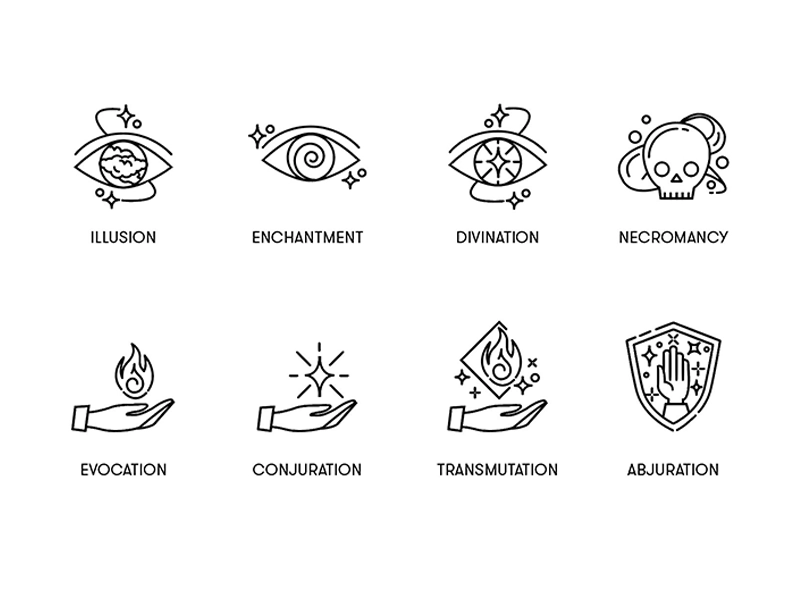 ILLUSION
ENCHANTMENT
DIVINATION
NECROMANCY
EVOCATION
CONJURATION
TRANSMUTATION
ABJURATION